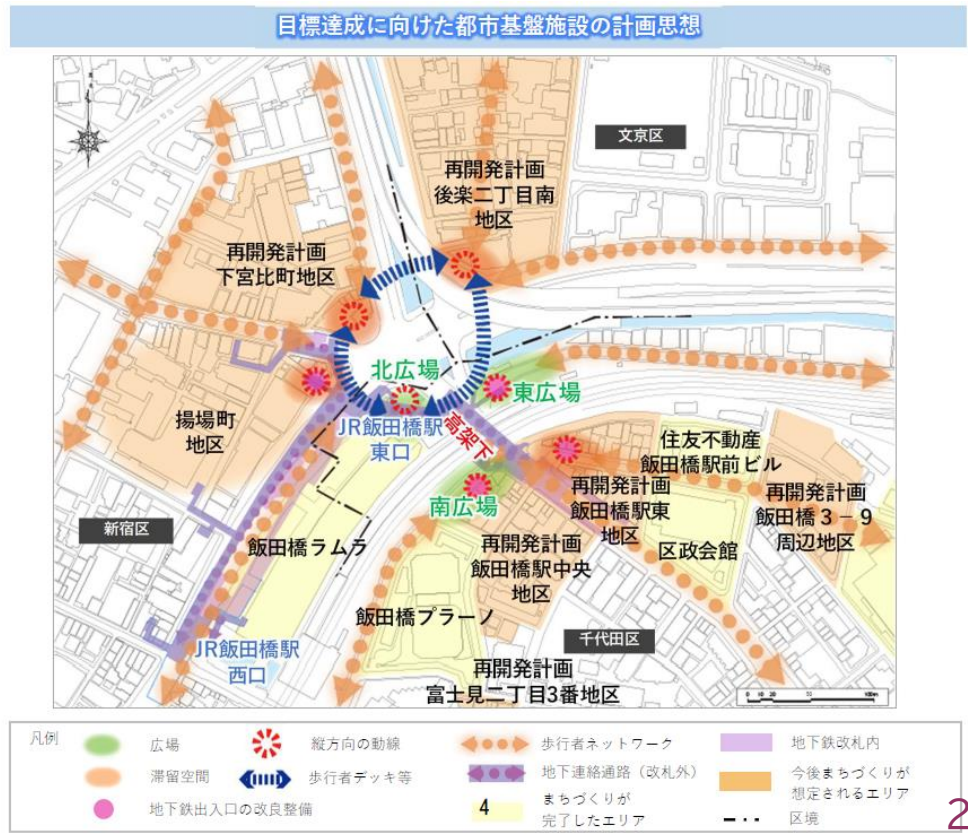 目標達成に向けた都市基盤施設の計画思想
文京区
再開発計画
後楽二丁目南
地区
再開発計画
下宮比町地区
北広場
東広場
JR飯田橋駅
東口
高架下
揚場町
地区
住友不動産
飯田橋駅前ビル
再開発計画
飯田橋駅東
地区
南広場
再開発計画
飯田橋3-9
周辺地区
新宿区
飯田橋ラムラ
再開発計画
飯田橋駅中央
地区
区政会館
飯田橋プラーノ
千代田区
JR飯田橋駅
西口
再開発計画
富士見二丁目3番地区
0 10 20 50 100m
凡例
広場
縦方向の動線
歩行者ネットワーク
地下鉄改札内
滞留空間
歩行者デッキ等
地下連絡通路(改札外)
今後まちづくりが
想定されるエリア
地下鉄出入口の改良整備
4
まちづくりが
完了したエリア
区境
2